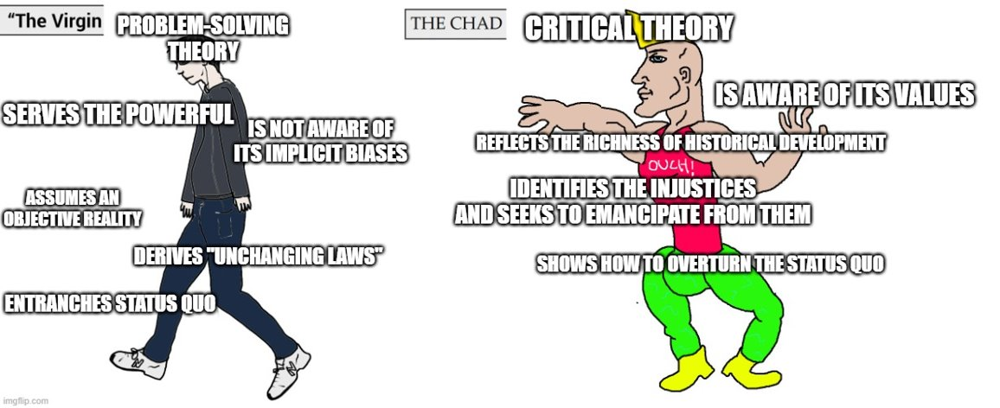 "The Virgin
PROBLEM-SOLVING
THEORY
SERVES THE POWERFUL
IS NOT AWARE OF
ITS IMPLICIT BIASES
ASSUMES AN
OBJECTIVE REALITY
DERIVES "UNCHANGING LAWS"
ENTRANCHES STATUS QUO
THE CHAD
CRITICAL THEORY
IS AWARE OF ITS VALUES
REFLECTS THE RICHNESS OF HISTORICAL DEVELOPMENT
OUCH!
IDENTIFIES THE INJUSTICES
AND SEEKS TO EMANCIPATE FROM THEM
SHOWS HOW TO OVERTURN THE STATUS QUO
imgflip.com